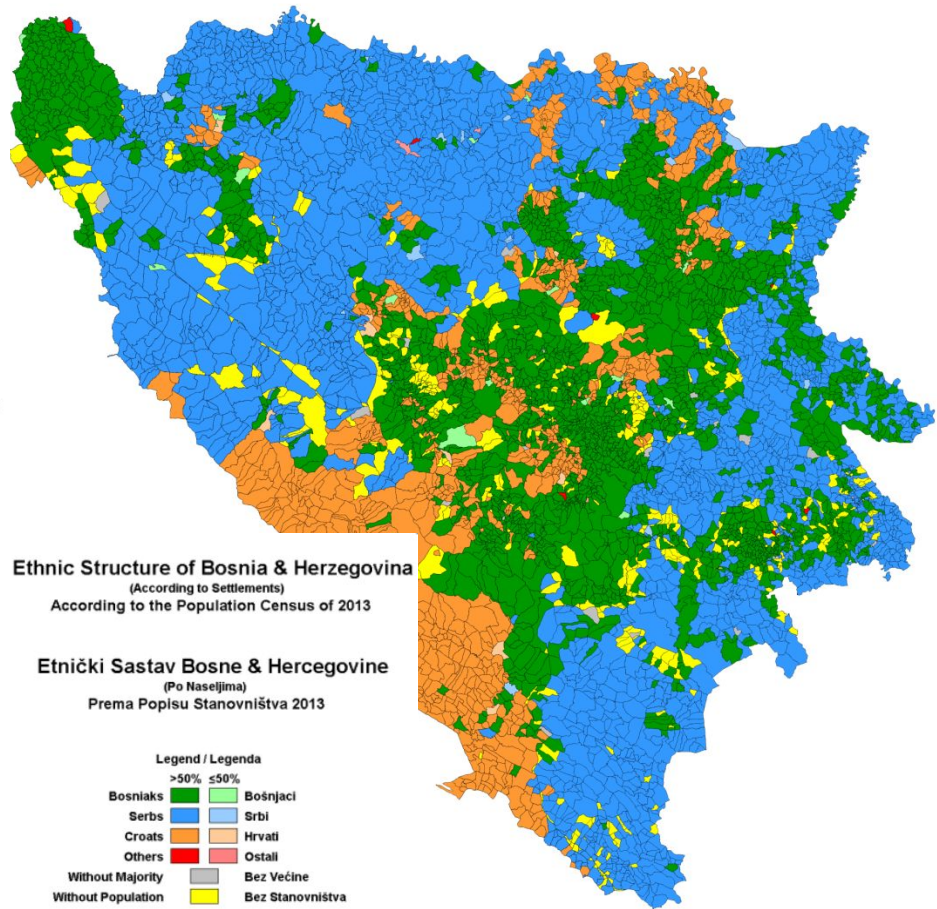 Ethnic Structure of Bosnia & Herzegovina
(According to Settlements)
According to the Population Census of 2013
Etnički Sastav Bosne & Hercegovine
(Po Naseljima)
Prema Popisu Stanovništva 2013
Legend / Legenda
>50% ≤50%
Bosniaks Bošnjaci
Serbs Srbi
Croats Hrvati
Others Ostali
Without Majority Bez Većine
Without Population Bez Stanovništva